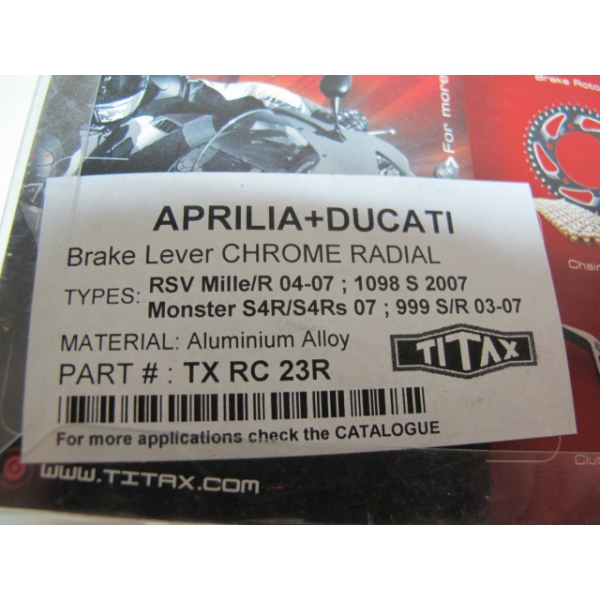 >For more
Brake Roto
Chain
APRILIA+DUCATI
Brake Lever CHROME RADIAL
TYPES: RSV Mille/R 04-07 ; 1098 S 2007
Monster S4R/S4Rs 07 ; 999 S/R 03-07
MATERIAL: Aluminium Alloy
TITAX
PART # : TX RC 23R
For more applications check the CATALOGUE
Clut
www.TITAX.com